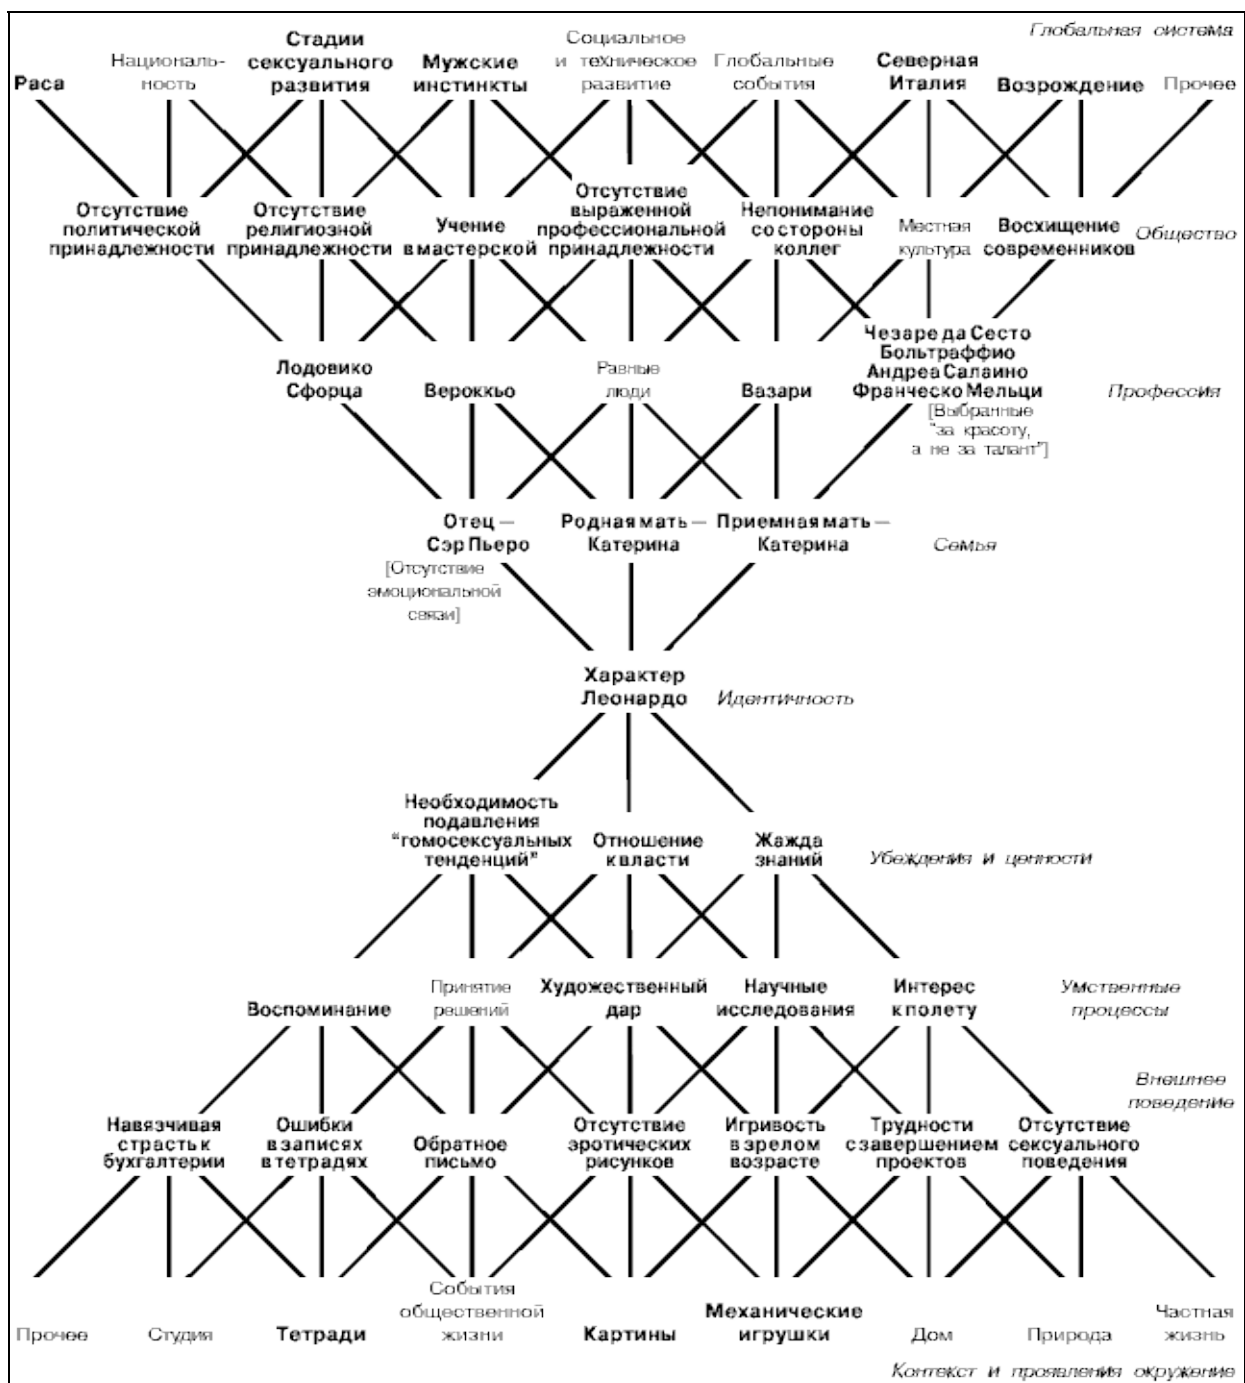 Глобальная система
Раса
Националь-
ность
Стадии
сексуального
развития
Мужские
инстинкты
Социальное
и техническое
развитие
Глобальные
события
Северная
Италия
Возрождение
Прочее
Отсутствие
политической
принадлежности
Отсутствие
религиозной
принадлежности
Учение
в мастерской
Отсутствие
выраженной
профессиональной
принадлежности
Непонимание
со стороны
коллег
Местная
культура
Восхищение
современников
Общество
Лодовико
Сфорца
Вероккьо
Разные
люди
Вазари
Чезаре да Сесто
Больтраффио
Андреа Салаино
Франческо Мельци
[Выбранные
"за красоту,
а не за талант"]
Профессия
Отец —
Сэр Пьеро
[Отсутствие
эмоциональной
связи]
Родная мать —
Катерина
Приемная мать —
Катерина
Семья
Характер
Леонардо
Идентичность
Необходимость
подавления
"гомосексуальных
тенденций"
Отношение
к власти
Жажда
знаний
Убеждения и ценности
Воспоминание
Принятие
решений
Художественный
дар
Научные
исследования
Интерес
к полету
Умственные
процессы
Внешнее
поведение
Навязчивая
страсть к
бухгалтерии
Ошибки
в записях
в тетрадях
Обратное
письмо
Отсутствие
эротических
рисунков
Игривость
в зрелом
возрасте
Трудности
с завершением
проектов
Отсутствие
сексуального
поведения
Прочее
Студия
Тетради
События
общественной
жизни
Картины
Механические
игрушки
Дом
Природа
Частная
жизнь
Контекст и проявления окружение